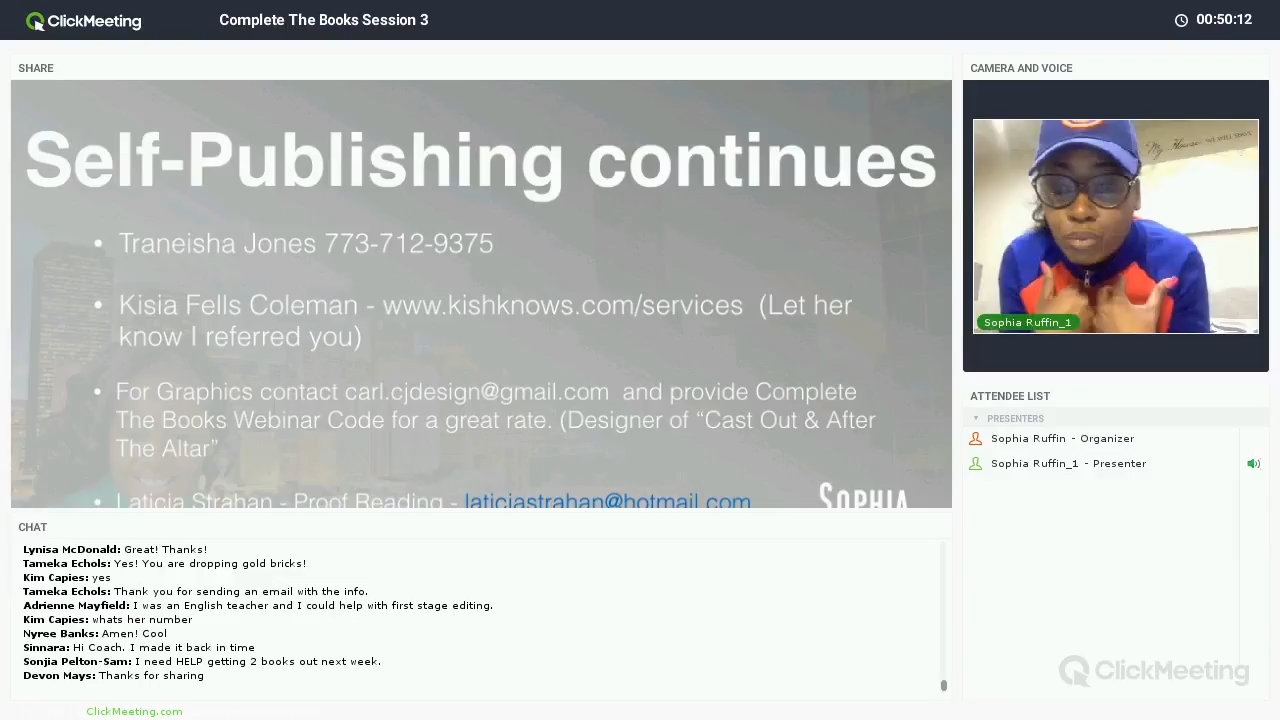 ClickMeeting
Complete The Books Session 3
00:50:12
SHARE
Self-Publishing continues
• Traneisha Jones 773-712-9375
• Kisia Fells Coleman - www.kishknows.com/services (Let her
know I referred you)
• For Graphics contact carl.cjdesign@gmail.com and provide Complete
The Books Webinar Code for a great rate. (Designer of “Cast Out & After
The Altar”
• Laticia Strahan - Proof Reading - laticiastrahan@hotmail.com
SOPHIA
CAMERA AND VOICE
My House
Sophia Ruffin_1
ATTENDEE LIST
PRESENTERS
Sophia Ruffin - Organizer
Sophia Ruffin_1 - Presenter
CHAT
Lynisa McDonald: Great! Thanks!
Tameka Echols: Yes! You are dropping gold bricks!
Kim Capies: yes
Tameka Echols: Thank you for sending an email with the info.
Adrienne Mayfield: I was an English teacher and I could help with first stage editing.
Kim Capies: whats her number
Nyree Banks: Amen! Cool
Sinnara: Hi Coach. I made it back in time
Sonjia Pelton-Sam: I need HELP getting 2 books out next week.
Devon Mays: Thanks for sharing
ClickMeeting
ClickMeeting.com